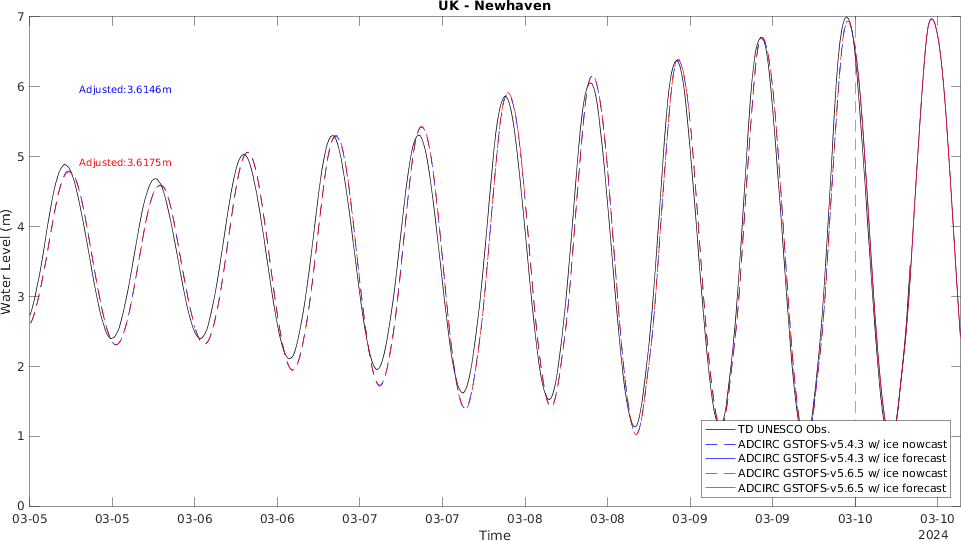 UK - Newhaven
7
6
5
4
3
2
1
0
Water Level (m)
Adjusted:3.6146m
Adjusted:3.6175m
TD UNESCO Obs.
ADCIRC GSTOFS-v5.4.3 w/ ice nowcast
ADCIRC GSTOFS-v5.4.3 w/ ice forecast
ADCIRC GSTOFS-v5.6.5 w/ ice nowcast
ADCIRC GSTOFS-v5.6.5 w/ ice forecast
03-05 03-05 03-06 03-06 03-07 03-07 03-08 03-08 03-09 03-09 03-10 03-10
Time
2024